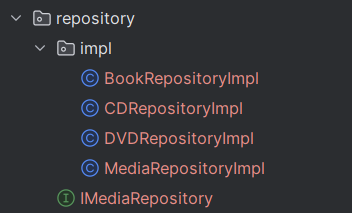 repository
impl
C BookRepositoryImpl
C CDRepositoryImpl
C DVDRepositoryImpl
C MediaRepositoryImpl
I IMediaRepository